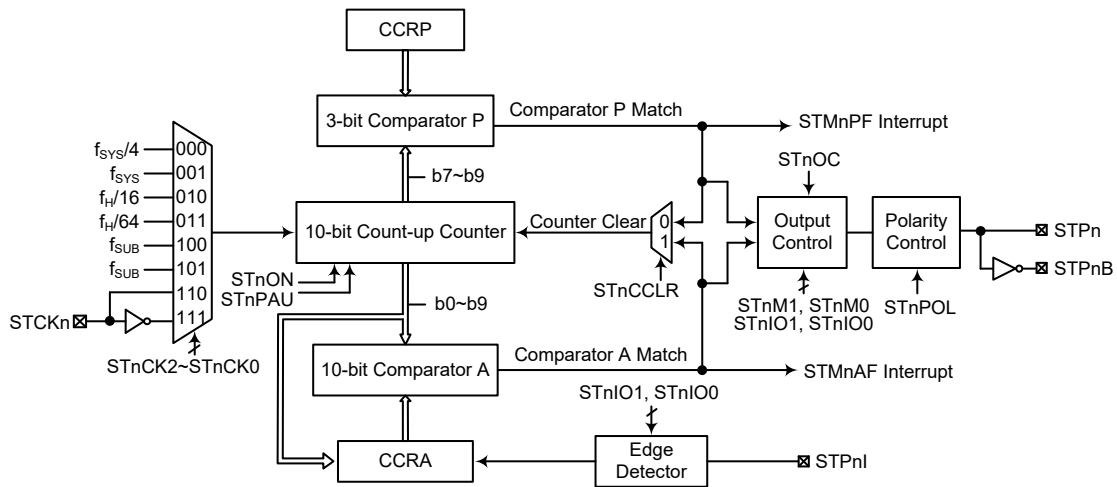 CCRP
3-bit Comparator P
Comparator P Match
STMnPF Interrupt
fSYS/4
000
fSYS
001
fH/16
010
fH/64
011
fSUB
100
fSUB
101
110
111
STCKn
STnCK2~STnCK0
b7~b9
10-bit Count-up Counter
STnON
STnPAU
b0~b9
Counter Clear
0
1
STnCCLR
STnOC
Output
Control
STnM1, STnM0
STnIO1, STnIO0
Polarity
Control
STnPOL
STPn
STPnB
10-bit Comparator A
Comparator A Match
STMnAF Interrupt
STnIO1, STnIO0
CCRA
Edge
Detector
STPnI